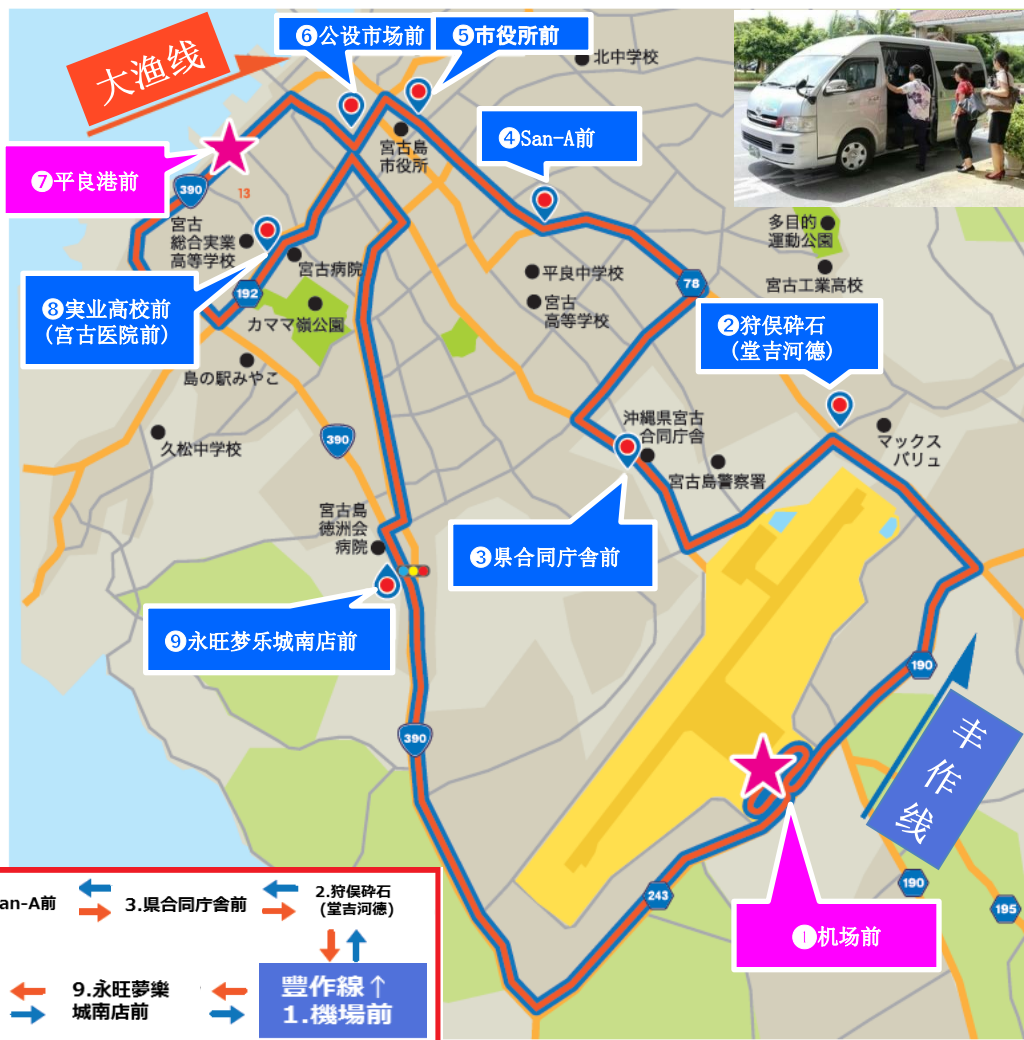 ❻公设市场前
❺市役所前
大渔线
北中学校
❹San-A前
宮古島
市役所
❼平良港前
390
13
宮古
総合実業
高等学校
宮古病院
多目的
運動公園
平良中学校
宮古工業高校
78
192
宮古
高等学校
カママ嶺公園
❽実业高校前
(宫古医院前)
❷狩俣碎石
(堂吉诃德)
島の駅みやこ
沖縄県宮古
合同庁舎
マックス
バリュ
390
久松中学校
宮古島警察署
宮古島
徳洲会
病院
❸県合同庁舎前
❾永旺梦乐城南店前
190
390
丰作线
190
243
195
❶机场前
an-A前
3.県合同庁舎前
2.狩俣砕石
(堂吉河德)
9.永旺夢樂
城南店前
豊作線↑
1.機場前